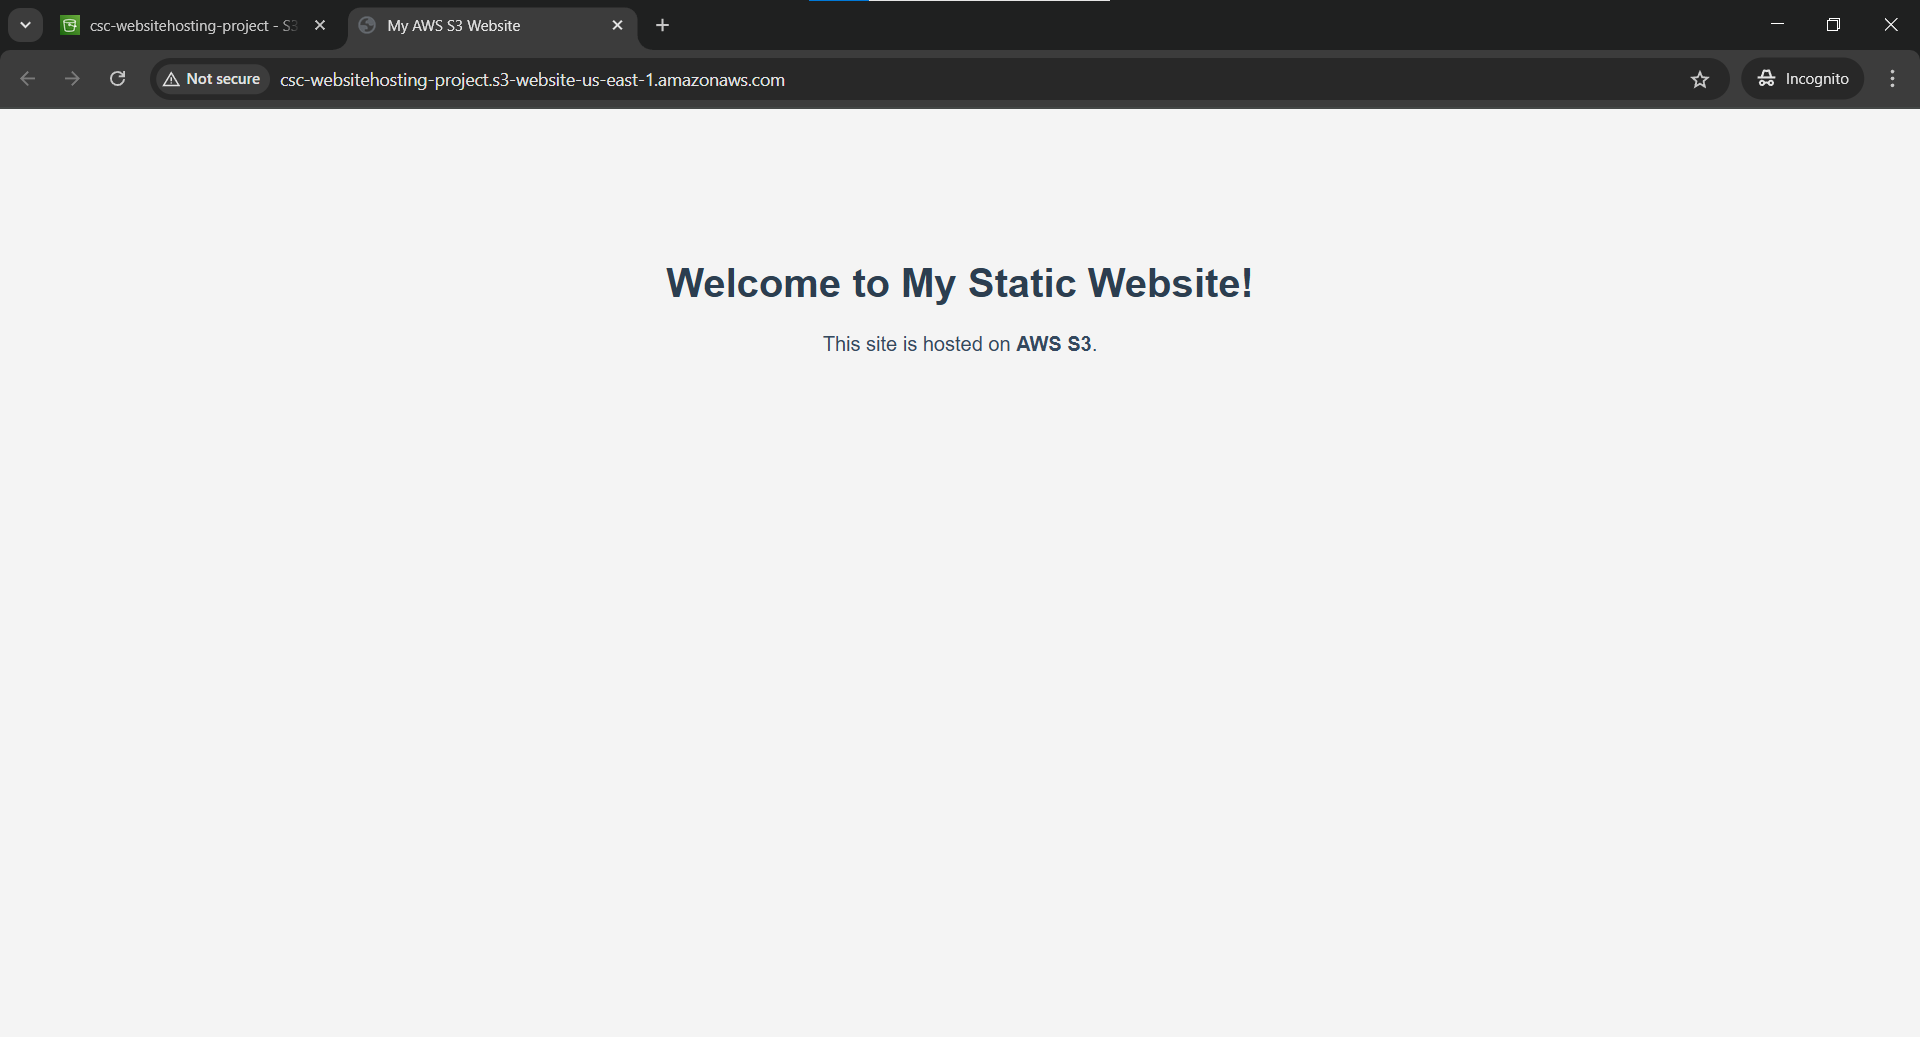 csc-websitehosting-project - S3
My AWS S3 Website
Not secure
csc-websitehosting-project.s3-website-us-east-1.amazonaws.com
Incognito
Welcome to My Static Website!
This site is hosted on AWS S3.